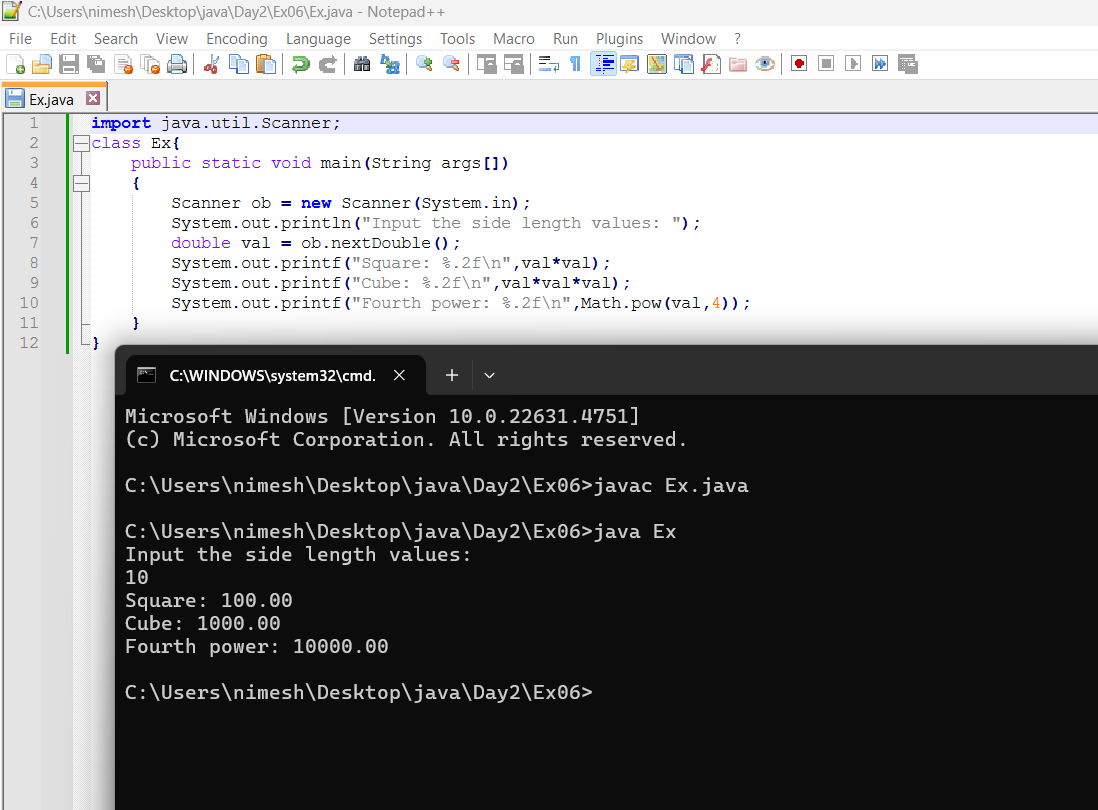 C:\Users\nimesh\Desktop\java\Day2\Ex06\Ex.java - Notepad++
File Edit Search View Encoding Language Settings Tools Macro Run Plugins Window ?
Ex.java
1 import java.util.Scanner;
2 class Ex{
3 public static void main(String args[])
4 {
5 Scanner ob = new Scanner(System.in);
6 System.out.println("Input the side length values: ");
7 double val = ob.nextDouble();
8 System.out.printf("Square: %.2f\n",val*val);
9 System.out.printf("Cube: %.2f\n",val*val*val);
10 System.out.printf("Fourth power: %.2f\n",Math.pow(val,4));
11 }
12 }
C:\WINDOWS\system32\cmd.
Microsoft Windows [Version 10.0.22631.4751]
(c) Microsoft Corporation. All rights reserved.
C:\Users\nimesh\Desktop\java\Day2\Ex06>javac Ex.java
C:\Users\nimesh\Desktop\java\Day2\Ex06>java Ex
Input the side length values:
10
Square: 100.00
Cube: 1000.00
Fourth power: 10000.00
C:\Users\nimesh\Desktop\java\Day2\Ex06>